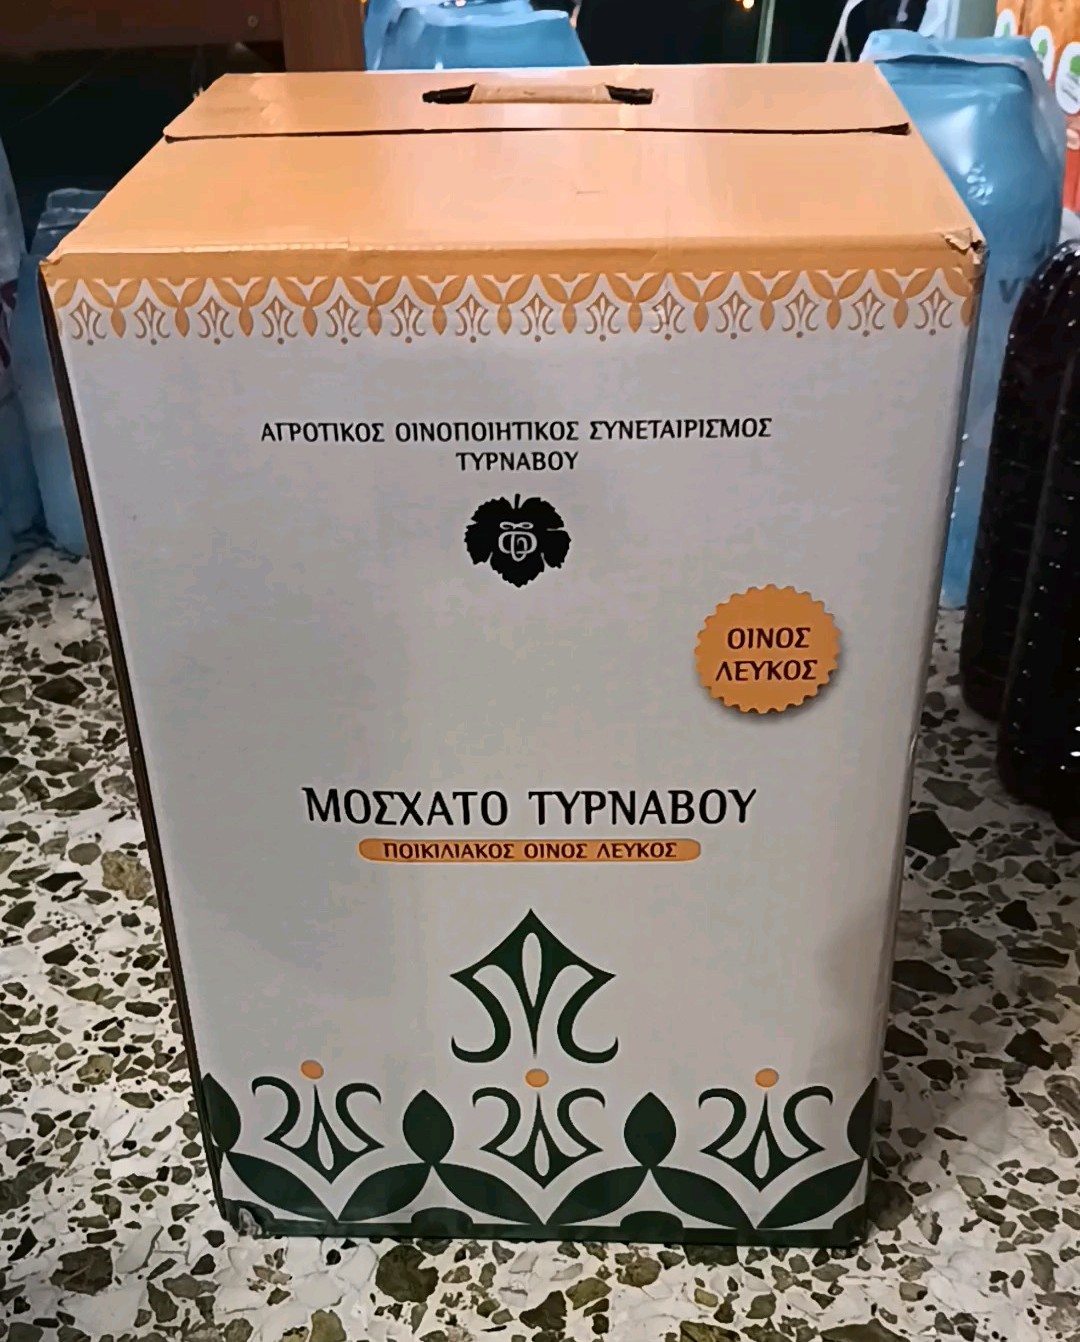 ΑΓΡΟΤΙΚΟΣ ΟΙΝΟΠΟΙΗΤΙΚΟΣ ΣΥΝΕΤΑΙΡΙΣΜΟΣ
ΤΥΡΝΑΒΟΥ
ΟΙΝΟΣ
ΛΕΥΚΟΣ
ΜΟΣΧΑΤΟ ΤΥΡΝΑΒΟΥ
ΠΟΙΚΙΛΙΑΚΟΣ ΟΙΝΟΣ ΛΕΥΚΟΣ